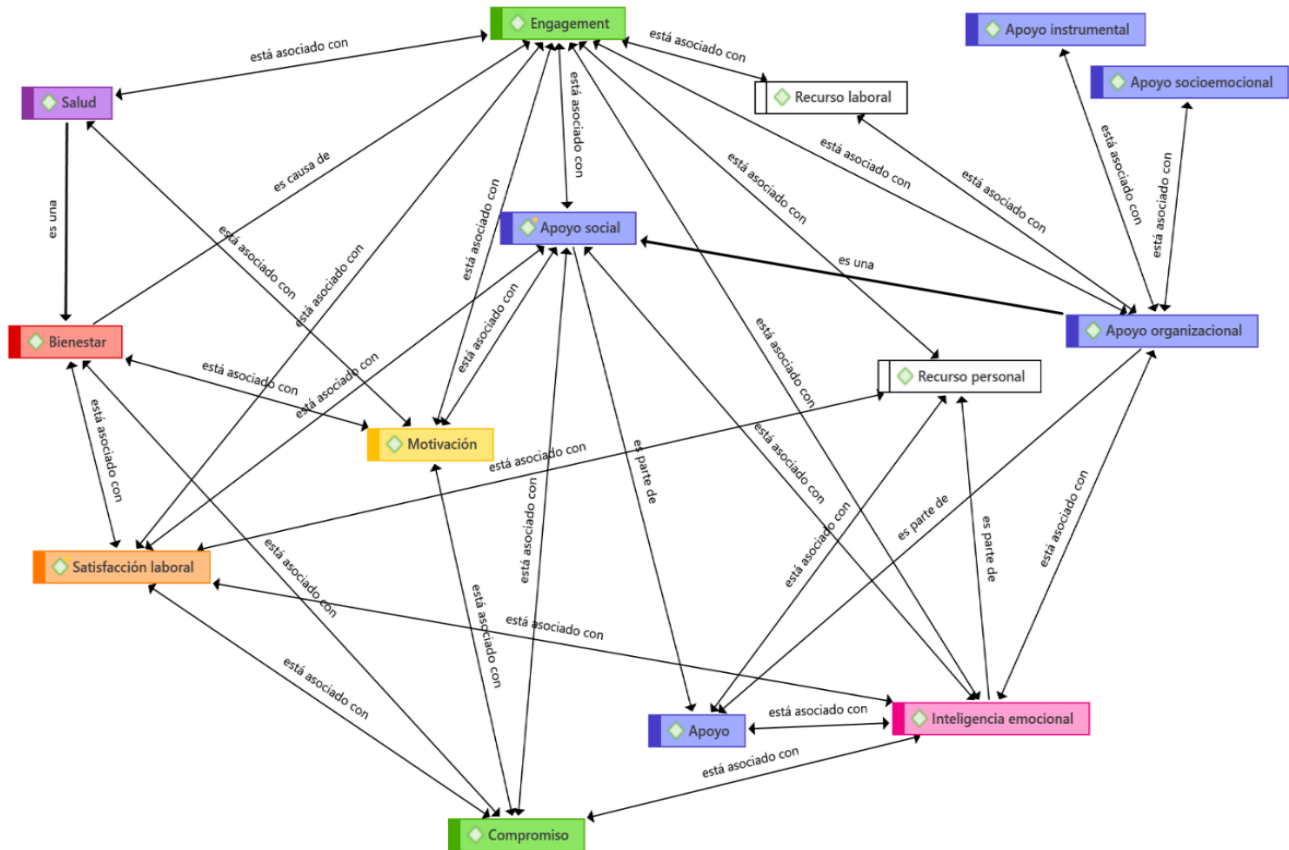 Engagement
Apoyo instrumental
está asociado con
está asociado con
Apoyo socioemocional
Salud
Recurso laboral
está asociado con
está asociado con
está asociado con
está asociado con
es causa de
está asociado con
está asociado con
está asociado con
es una
está asociado con
está asociado con
Apoyo social
está asociado con
es una
está asociado con
Apoyo organizacional
Bienestar
está asociado con
está asociado con
está asociado con
Recurso personal
está asociado con
está asociado con
Motivación
está asociado con
está asociado con
es parte de
está asociado con
es parte de
está asociado con
está asociado con
es parte de
está asociado con
Satisfacción laboral
está asociado con
está asociado con
está asociado con
está asociado con
Apoyo
está asociado con
Inteligencia emocional
está asociado con
Compromiso